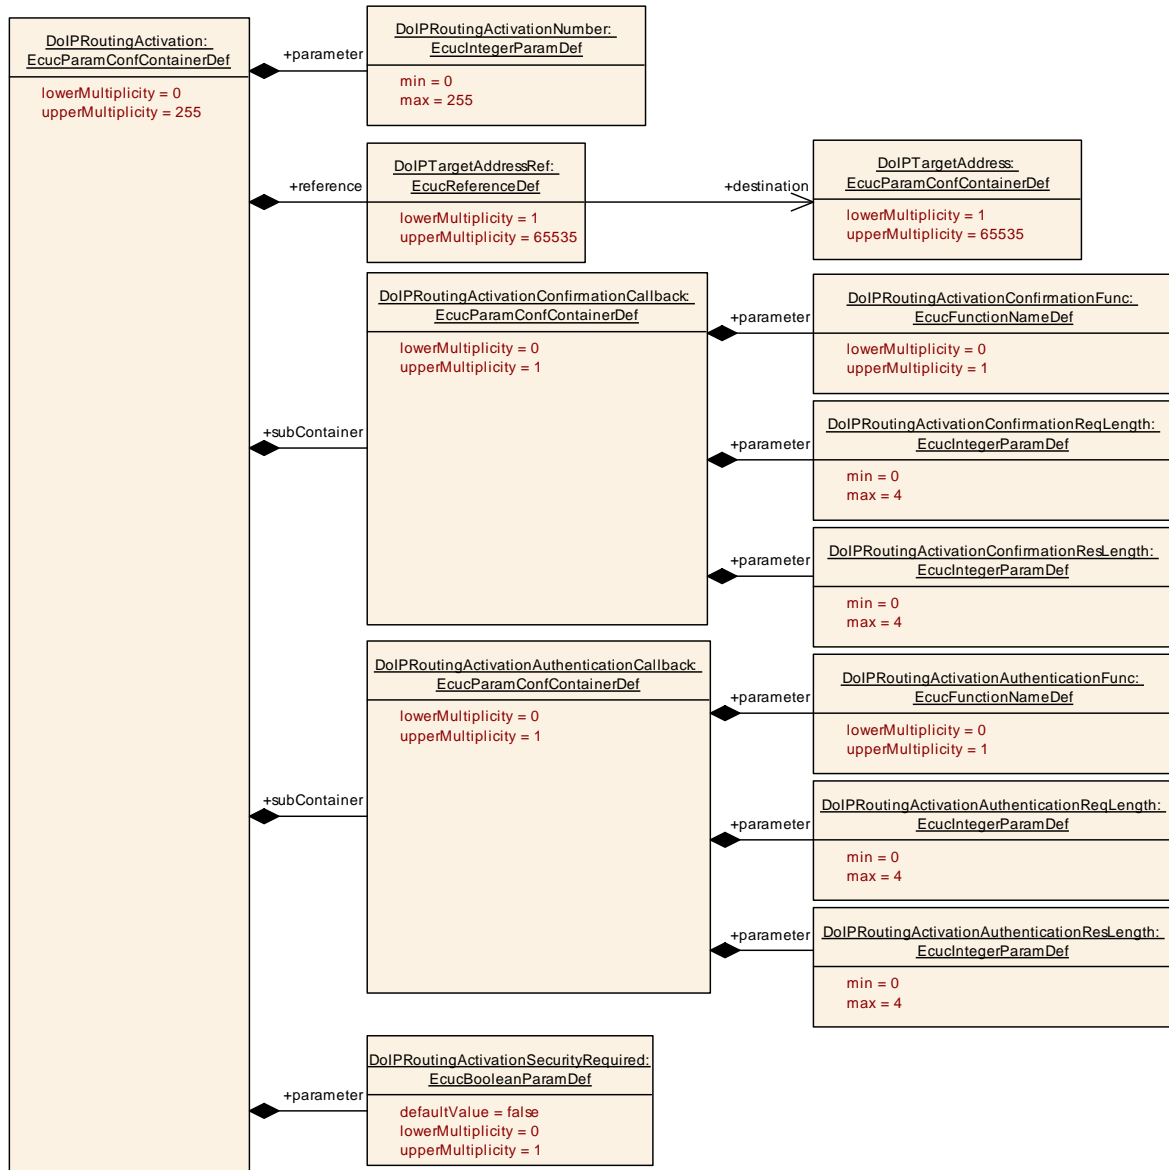 DoIPRoutingActivation:
EcucParamConfContainerDef
lowerMultiplicity = 0
upperMultiplicity = 255
+parameter
DoIPRoutingActivationNumber:
EcucIntegerParamDef
min = 0
max = 255
+reference
DoIPTargetAddressRef:
EcucReferenceDef
lowerMultiplicity = 1
upperMultiplicity = 65535
+destination
DoIPTargetAddress:
EcucParamConfContainerDef
lowerMultiplicity = 1
upperMultiplicity = 65535
+subContainer
DoIPRoutingActivationConfirmationCallback:
EcucParamConfContainerDef
lowerMultiplicity = 0
upperMultiplicity = 1
+parameter
DoIPRoutingActivationConfirmationFunc:
EcucFunctionNameDef
lowerMultiplicity = 0
upperMultiplicity = 1
+parameter
DoIPRoutingActivationConfirmationReqLength:
EcucIntegerParamDef
min = 0
max = 4
+parameter
DoIPRoutingActivationConfirmationResLength:
EcucIntegerParamDef
min = 0
max = 4
+subContainer
DoIPRoutingActivationAuthenticationCallback:
EcucParamConfContainerDef
lowerMultiplicity = 0
upperMultiplicity = 1
+parameter
DoIPRoutingActivationAuthenticationFunc:
EcucFunctionNameDef
lowerMultiplicity = 0
upperMultiplicity = 1
+parameter
DoIPRoutingActivationAuthenticationReqLength:
EcucIntegerParamDef
min = 0
max = 4
+parameter
DoIPRoutingActivationAuthenticationResLength:
EcucIntegerParamDef
min = 0
max = 4
+parameter
DoIPRoutingActivationSecurityRequired:
EcucBooleanParamDef
defaultValue = false
lowerMultiplicity = 0
upperMultiplicity = 1